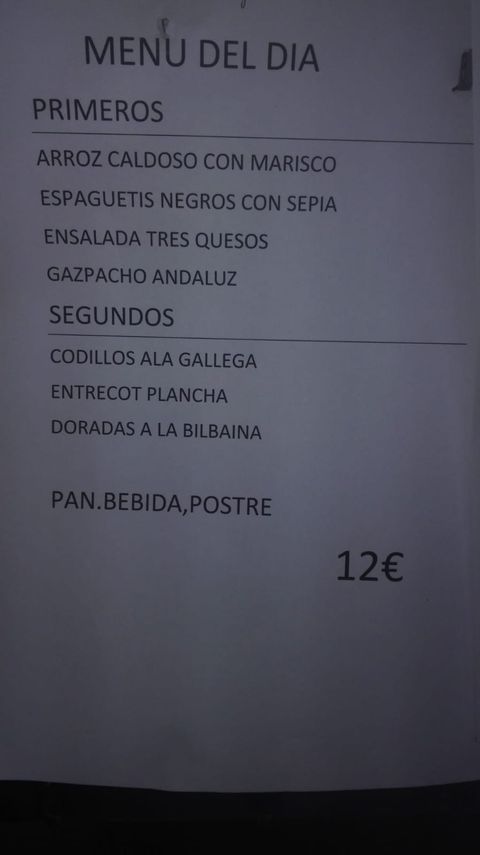 MENU DEL DIA
PRIMEROS
ARROZ CALDOSO CON MARISCO
ESPAGUETIS NEGROS CON SEPIA
ENSALADA TRES QUESOS
GAZPACHO ANDALUZ
SEGUNDOS
CODILLOS ALA GALLEGA
ENTRECOT PLANCHA
DORADAS A LA BILBAINA
PAN.BEBIDA,POSTRE
12€